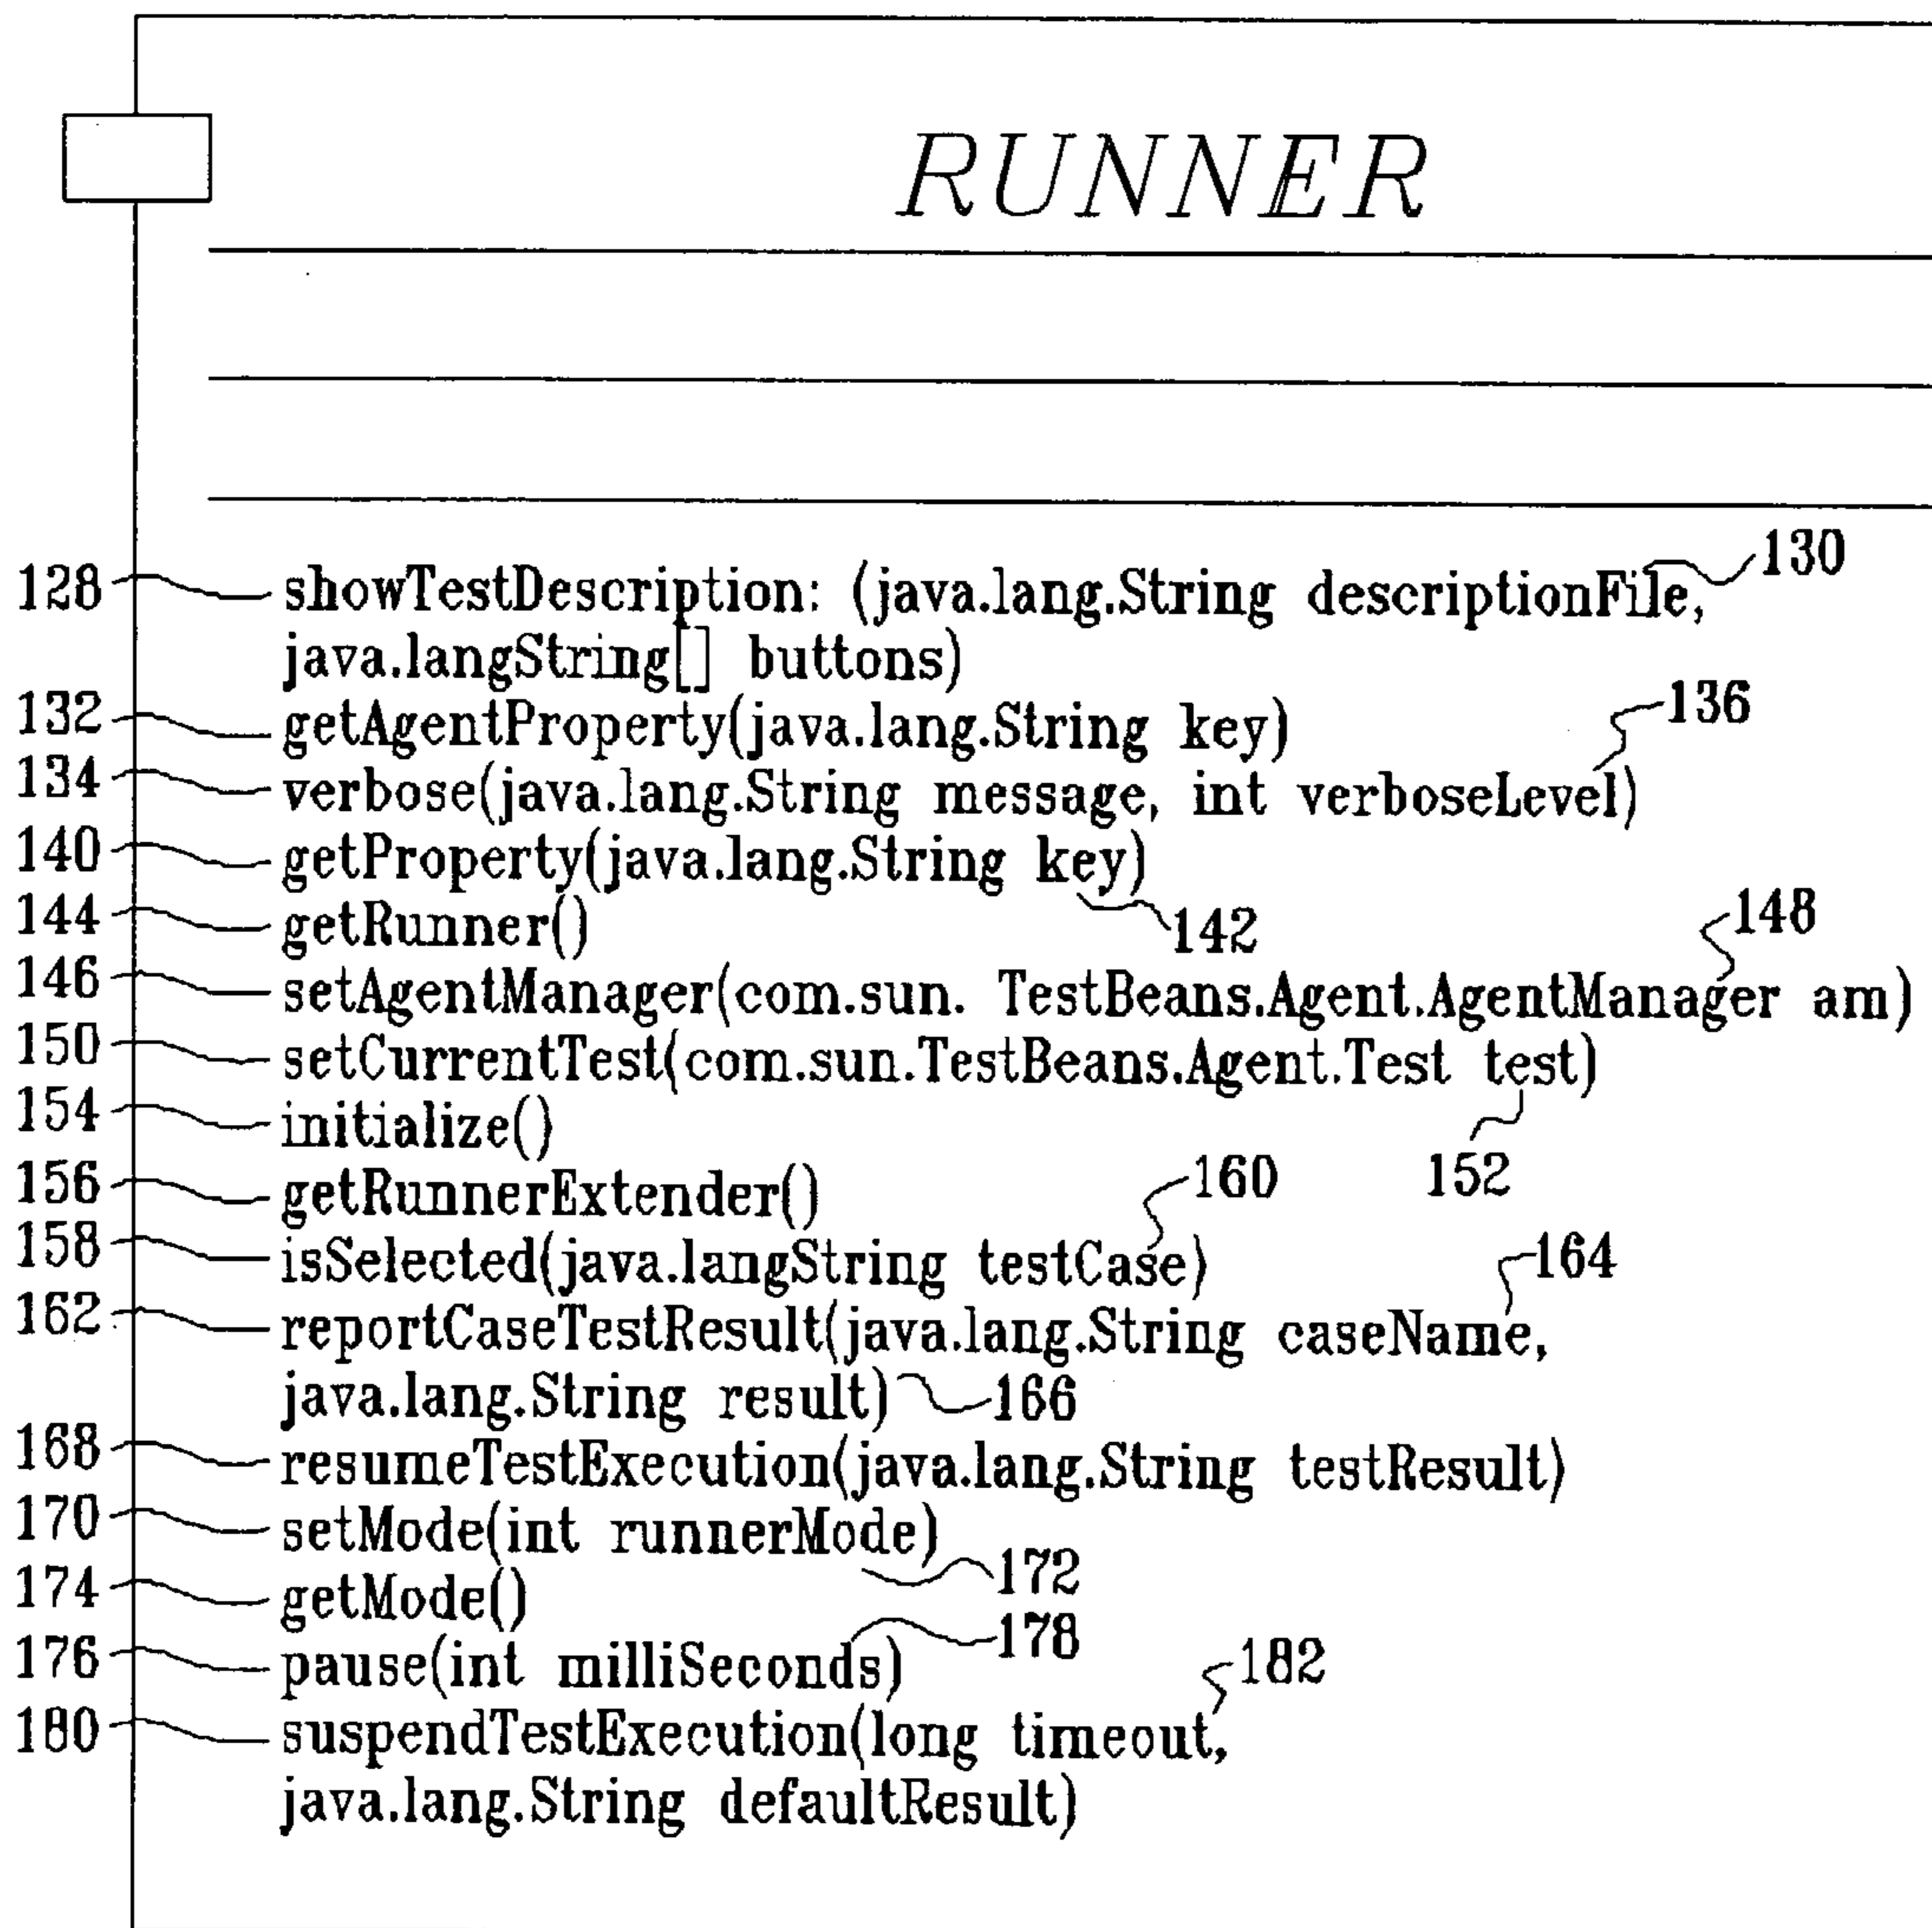 RUNNER
128 showTestDescription: (java.lang.String descriptionFile, 130
java.langString[] buttons)
132 getAgentProperty(java.lang.String key) 136
134 verbose(java.lang.String message, int verboseLevel)
140 getProperty(java.lang.String key)
144 getRunner() 142 148
146 setAgentManager(com.sun. TestBeans.Agent.AgentManager am)
150 setCurrentTest(com.sun.TestBeans.Agent.Test test)
154 initialize()
156 getRunnerExtender() 160 152
158 isSelected(java.langString testCase) 164
162 reportCaseTestResult(java.lang.String caseName,
java.lang.String result) 166
168 resumeTestExecution(java.lang.String testResult)
170 setMode(int runnerMode)
174 getMode() 172
176 pause(int milliSeconds) 178 182
180 suspendTestExecution(long timeout,
java.lang.String defaultResult)